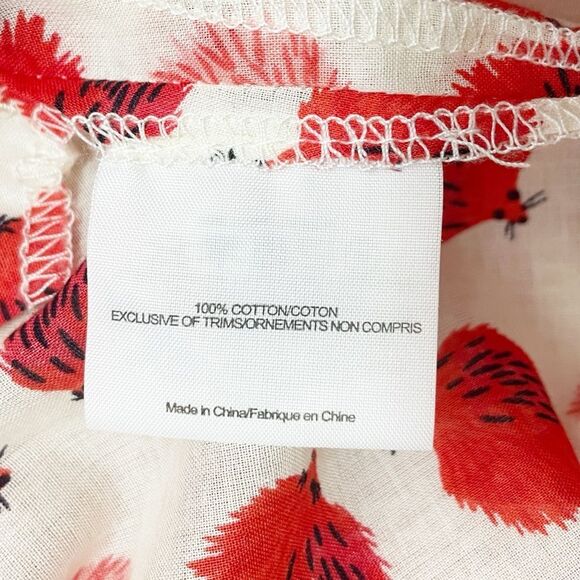 100% COTTON/COTON
EXCLUSIVE OF TRIMS/ORNEMENTS NON COMPRIS
Made in China/Fabrique en Chine